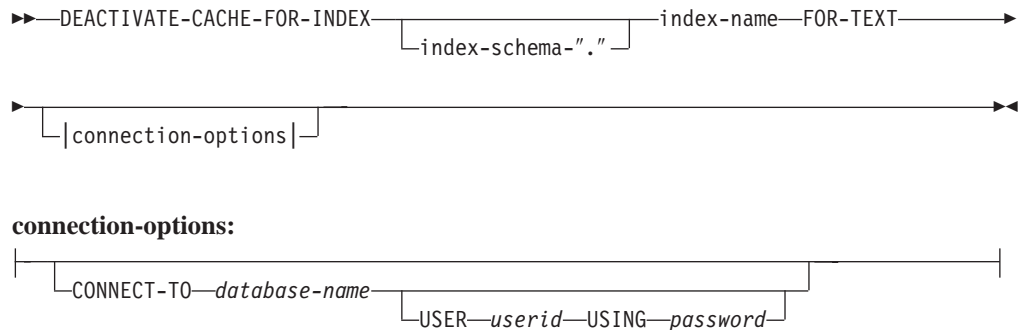 DEACTIVATE-CACHE-FOR-INDEX index-name FOR-TEXT
index-schema-"."
|connection-options|
connection-options:
CONNECT-TO database-name
USER userid USING password